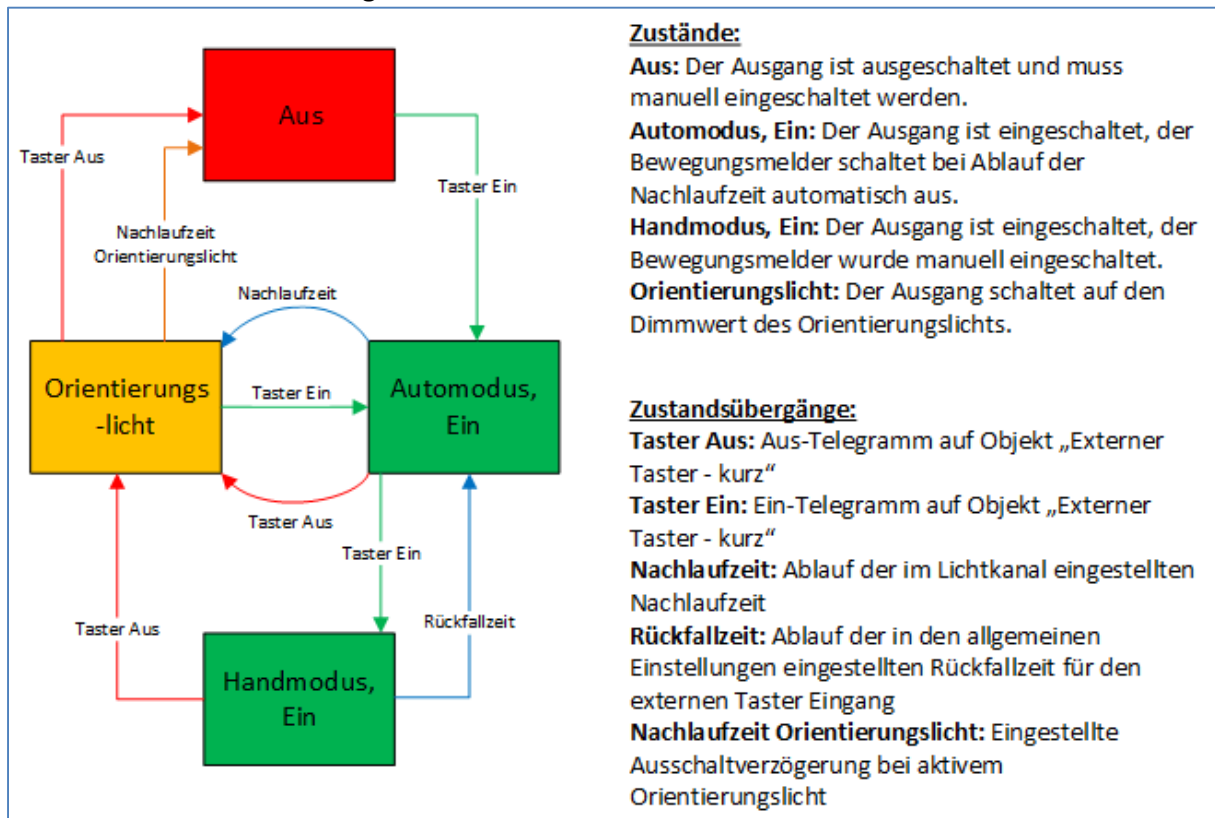 Aus
Taster Aus
Taster Ein
Nachlaufzeit
Orientierungslicht
Nachlaufzeit
Orientierungs
-licht
Taster Ein
Automodus,
Ein
Taster Aus
Taster Ein
Taster Aus
Rückfallzeit
Handmodus,
Ein
Zustände:
Aus: Der Ausgang ist ausgeschaltet und muss
manuell eingeschaltet werden.
Automodus, Ein: Der Ausgang ist eingeschaltet, der
Bewegungsmelder schaltet bei Ablauf der
Nachlaufzeit automatisch aus.
Handmodus, Ein: Der Ausgang ist eingeschaltet, der
Bewegungsmelder wurde manuell eingeschaltet.
Orientierungslicht: Der Ausgang schaltet auf den
Dimmwert des Orientierungslichts.
Zustandsübergänge:
Taster Aus: Aus-Telegramm auf Objekt „Externer
Taster - kurz“
Taster Ein: Ein-Telegramm auf Objekt „Externer
Taster - kurz“
Nachlaufzeit: Ablauf der im Lichtkanal eingestellten
Nachlaufzeit
Rückfallzeit: Ablauf der in den allgemeinen
Einstellungen eingestellten Rückfallzeit für den
externen Taster Eingang
Nachlaufzeit Orientierungslicht: Eingestellte
Ausschaltverzögerung bei aktivem
Orientierungslicht